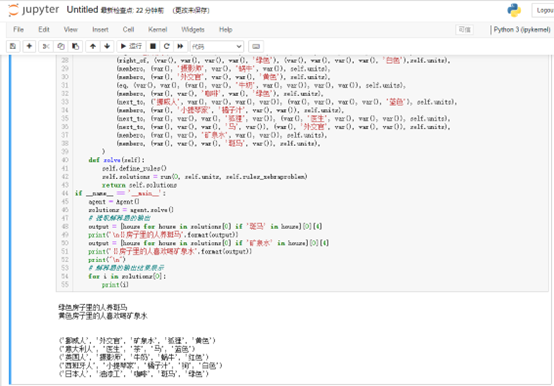 jupyter Untitled 最后检查点: 22 分钟前 (更改未保存)
Logout
File Edit View Insert Cell Kernel Widgets Help
可信
Python 3 (ipykernel)
运行
代码
28 (right_of, (var(), var(), var(), var(), '绿色'), (var(), var(), var(), var(), '白色'),self.units),
29 (membero, (var(), '摄影师', var(), '蜗牛', var()), self.units),
30 (membero, (var(), '外交官', var(), var(), '黄色'), self.units),
31 (eq, (var(), var(), (var(), var(), '牛奶', var(), var()), var(), var()), self.units),
32 (membero, (var(), var(), '咖啡', var(), '绿色'), self.units),
33 (next_to, ('挪威人', var(), var(), var(), var()), (var(), var(), var(), var(), '蓝色'), self.units),
34 (membero, (var(), '小提琴家', '橘子汁', var(), var()), self.units),
35 (next_to, (var(), var(), var(), '狐狸', var()), (var(), '医生', var(), var(), var()), self.units),
36 (next_to, (var(), var(), var(), '马', var()), (var(), '外交官', var(), var(), var()), self.units),
37 (membero, (var(), var(), '矿泉水', var(), var()), self.units),
38 (membero, (var(), var(), var(), '斑马', var()), self.units),
39 )
40 def solve(self):
41 self.define_rules()
42 self.solutions = run(0, self.units, self.rules_zebraproblem)
43 return self.solutions
44 if __name__ == '__main__':
45 agent = Agent()
46 solutions = agent.solve()
47 # 提取解释器的输出
48 output = [house for house in solutions[0] if '斑马' in house][0][4]
49 print('\n{}房子里的人养斑马'.format(output))
50 output = [house for house in solutions[0] if '矿泉水' in house][0][4]
51 print('{}房子里的人喜欢喝矿泉水'.format(output))
52 print('\n')
53 # 解释器的输出结果展示
54 for i in solutions[0]:
55 print(i)
绿色房子里的人养斑马
黄色房子里的人喜欢喝矿泉水
('挪威人', '外交官', '矿泉水', '狐狸', '黄色')
('意大利人', '医生', '茶', '马', '蓝色')
('英国人', '摄影师', '牛奶', '蜗牛', '红色')
('西班牙人', '小提琴家', '橘子汁', '狗', '白色')
('日本人', '油漆工', '咖啡', '斑马', '绿色')